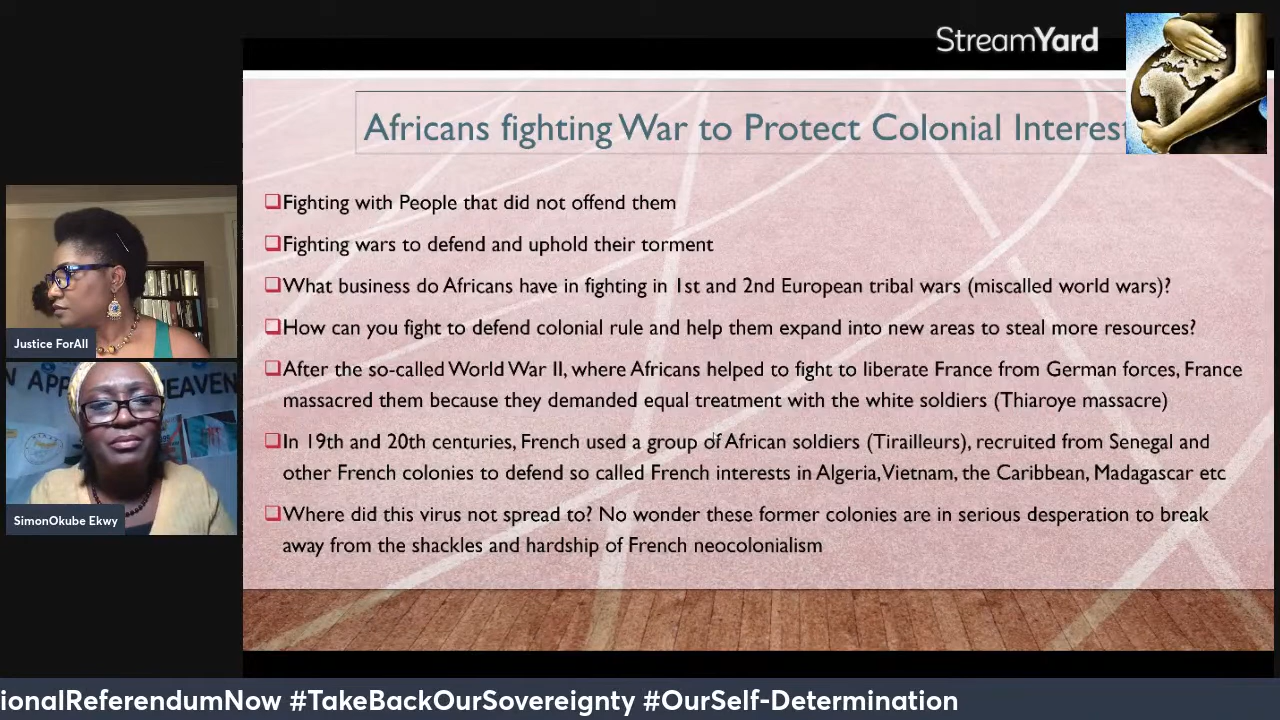 StreamYard
Africans fighting War to Protect Colonial Interest
❑Fighting with People that did not offend them
❑Fighting wars to defend and uphold their torment
❑What business do Africans have in fighting in 1st and 2nd European tribal wars (miscalled world wars)?
❑How can you fight to defend colonial rule and help them expand into new areas to steal more resources?
❑After the so-called World War II, where Africans helped to fight to liberate France from German forces, France
massacred them because they demanded equal treatment with the white soldiers (Thiaroye massacre)
❑In 19th and 20th centuries, French used a group of African soldiers (Tirailleurs), recruited from Senegal and
other French colonies to defend so called French interests in Algeria, Vietnam, the Caribbean, Madagascar etc
❑Where did this virus not spread to? No wonder these former colonies are in serious desperation to break
away from the shackles and hardship of French neocolonialism
Justice ForAll
N APP EAVEN
SimonOkube Ekwy
ionalReferendumNow #TakeBackOurSovereignty #OurSelf-Determination